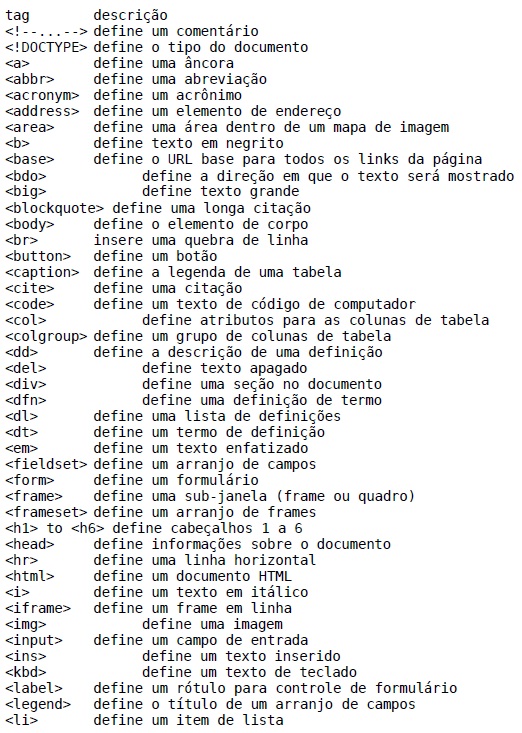 tag descrição
<!--...--> define um comentário
<!DOCTYPE> define o tipo do documento
<a> define uma âncora
<abbr> define uma abreviação
<acronym> define um acrônimo
<address> define um elemento de endereço
<area> define uma área dentro de um mapa de imagem
<b> define texto em negrito
<base> define o URL base para todos os links da página
<bdo> define a direção em que o texto será mostrado
<big> define texto grande
<blockquote> define uma longa citação
<body> define o elemento de corpo
<br> insere uma quebra de linha
<button> define um botão
<caption> define a legenda de uma tabela
<cite> define uma citação
<code> define um texto de código de computador
<col> define atributos para as colunas de tabela
<colgroup> define um grupo de colunas de tabela
<dd> define a descrição de uma definição
<del> define texto apagado
<div> define uma seção no documento
<dfn> define uma definição de termo
<dl> define uma lista de definições
<dt> define um termo de definição
<em> define um texto enfatizado
<fieldset> define um arranjo de campos
<form> define um formulário
<frame> define uma sub-janela (frame ou quadro)
<frameset> define um arranjo de frames
<h1> to <h6> define cabeçalhos 1 a 6
<head> define informações sobre o documento
<hr> define uma linha horizontal
<html> define um documento HTML
<i> define um texto em itálico
<iframe> define um frame em linha
<img> define uma imagem
<input> define um campo de entrada
<ins> define um texto inserido
<kbd> define um texto de teclado
<label> define um rótulo para controle de formulário
<legend> define o título de um arranjo de campos
<li> define um item de lista